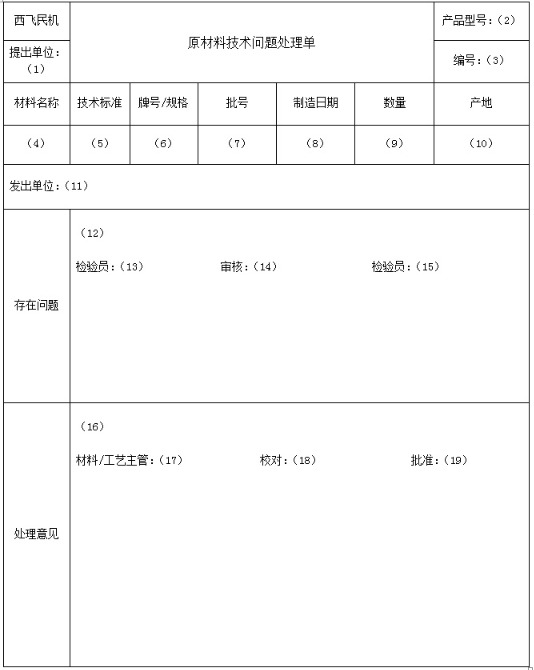 西飞民机
原材料技术问题处理单
产品型号：（2）
提出单位：
（1）
编号：（3）
材料名称 技术标准 牌号/规格 批号 制造日期 数量 产地
（4） （5） （6） （7） （8） （9） （10）
发出单位：（11）
存在问题
（12）
检验员：（13） 审核：（14） 检验员：（15）
处理意见
（16）
材料/工艺主管：（17） 校对：（18） 批准：（19）